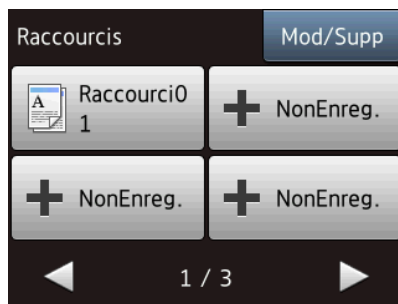 Raccourcis
Mod/Supp
Raccourci0
1
NonEnreg.
NonEnreg.
NonEnreg.
1 / 3